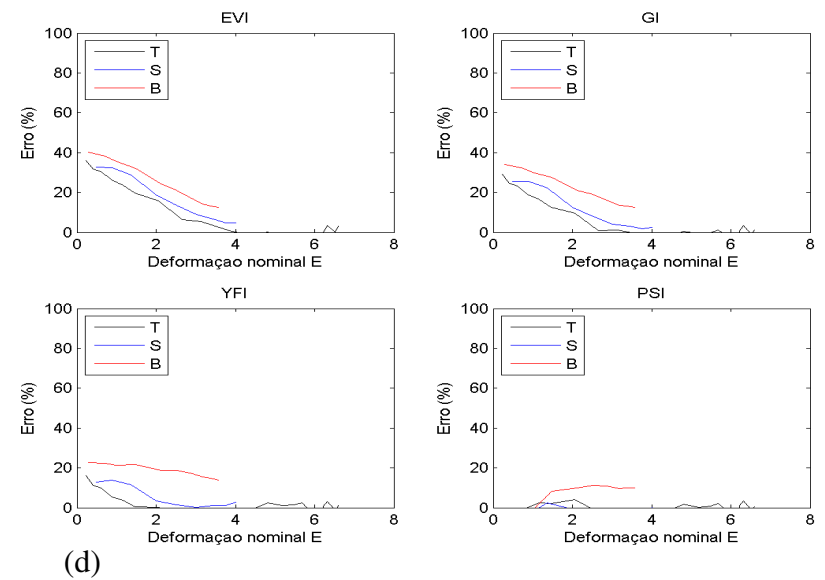 EVI
100
80
60
40
20
0
Erro (%)
T
S
B
0 2 4 6 8
Deformaçao nominal E
GI
100
80
60
40
20
0
Erro (%)
T
S
B
0 2 4 6 8
Deformaçao nominal E
YFI
100
80
60
40
20
0
Erro (%)
T
S
B
0 2 4 6 8
Deformaçao nominal E
PSI
100
80
60
40
20
0
Erro (%)
T
S
B
0 2 4 6 8
Deformaçao nominal E
(d)